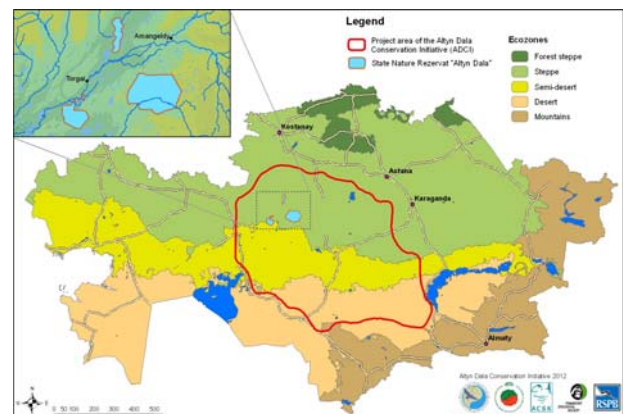 Amangeldy
Torgai
Legend
Project area of the Altyn Dala
Conservation Initiative (ADCI)
State Nature Rezervat "Altyn Dala"
Ecozones
Forest steppe
Steppe
Semi-desert
Desert
Mountains
Kostanay
Astana
Karaganda
Almaty
Altyn Dala Conservation Initiative 2012
N
W
E
S
0 50 100 200 300 400 500
ACBK
RSPB